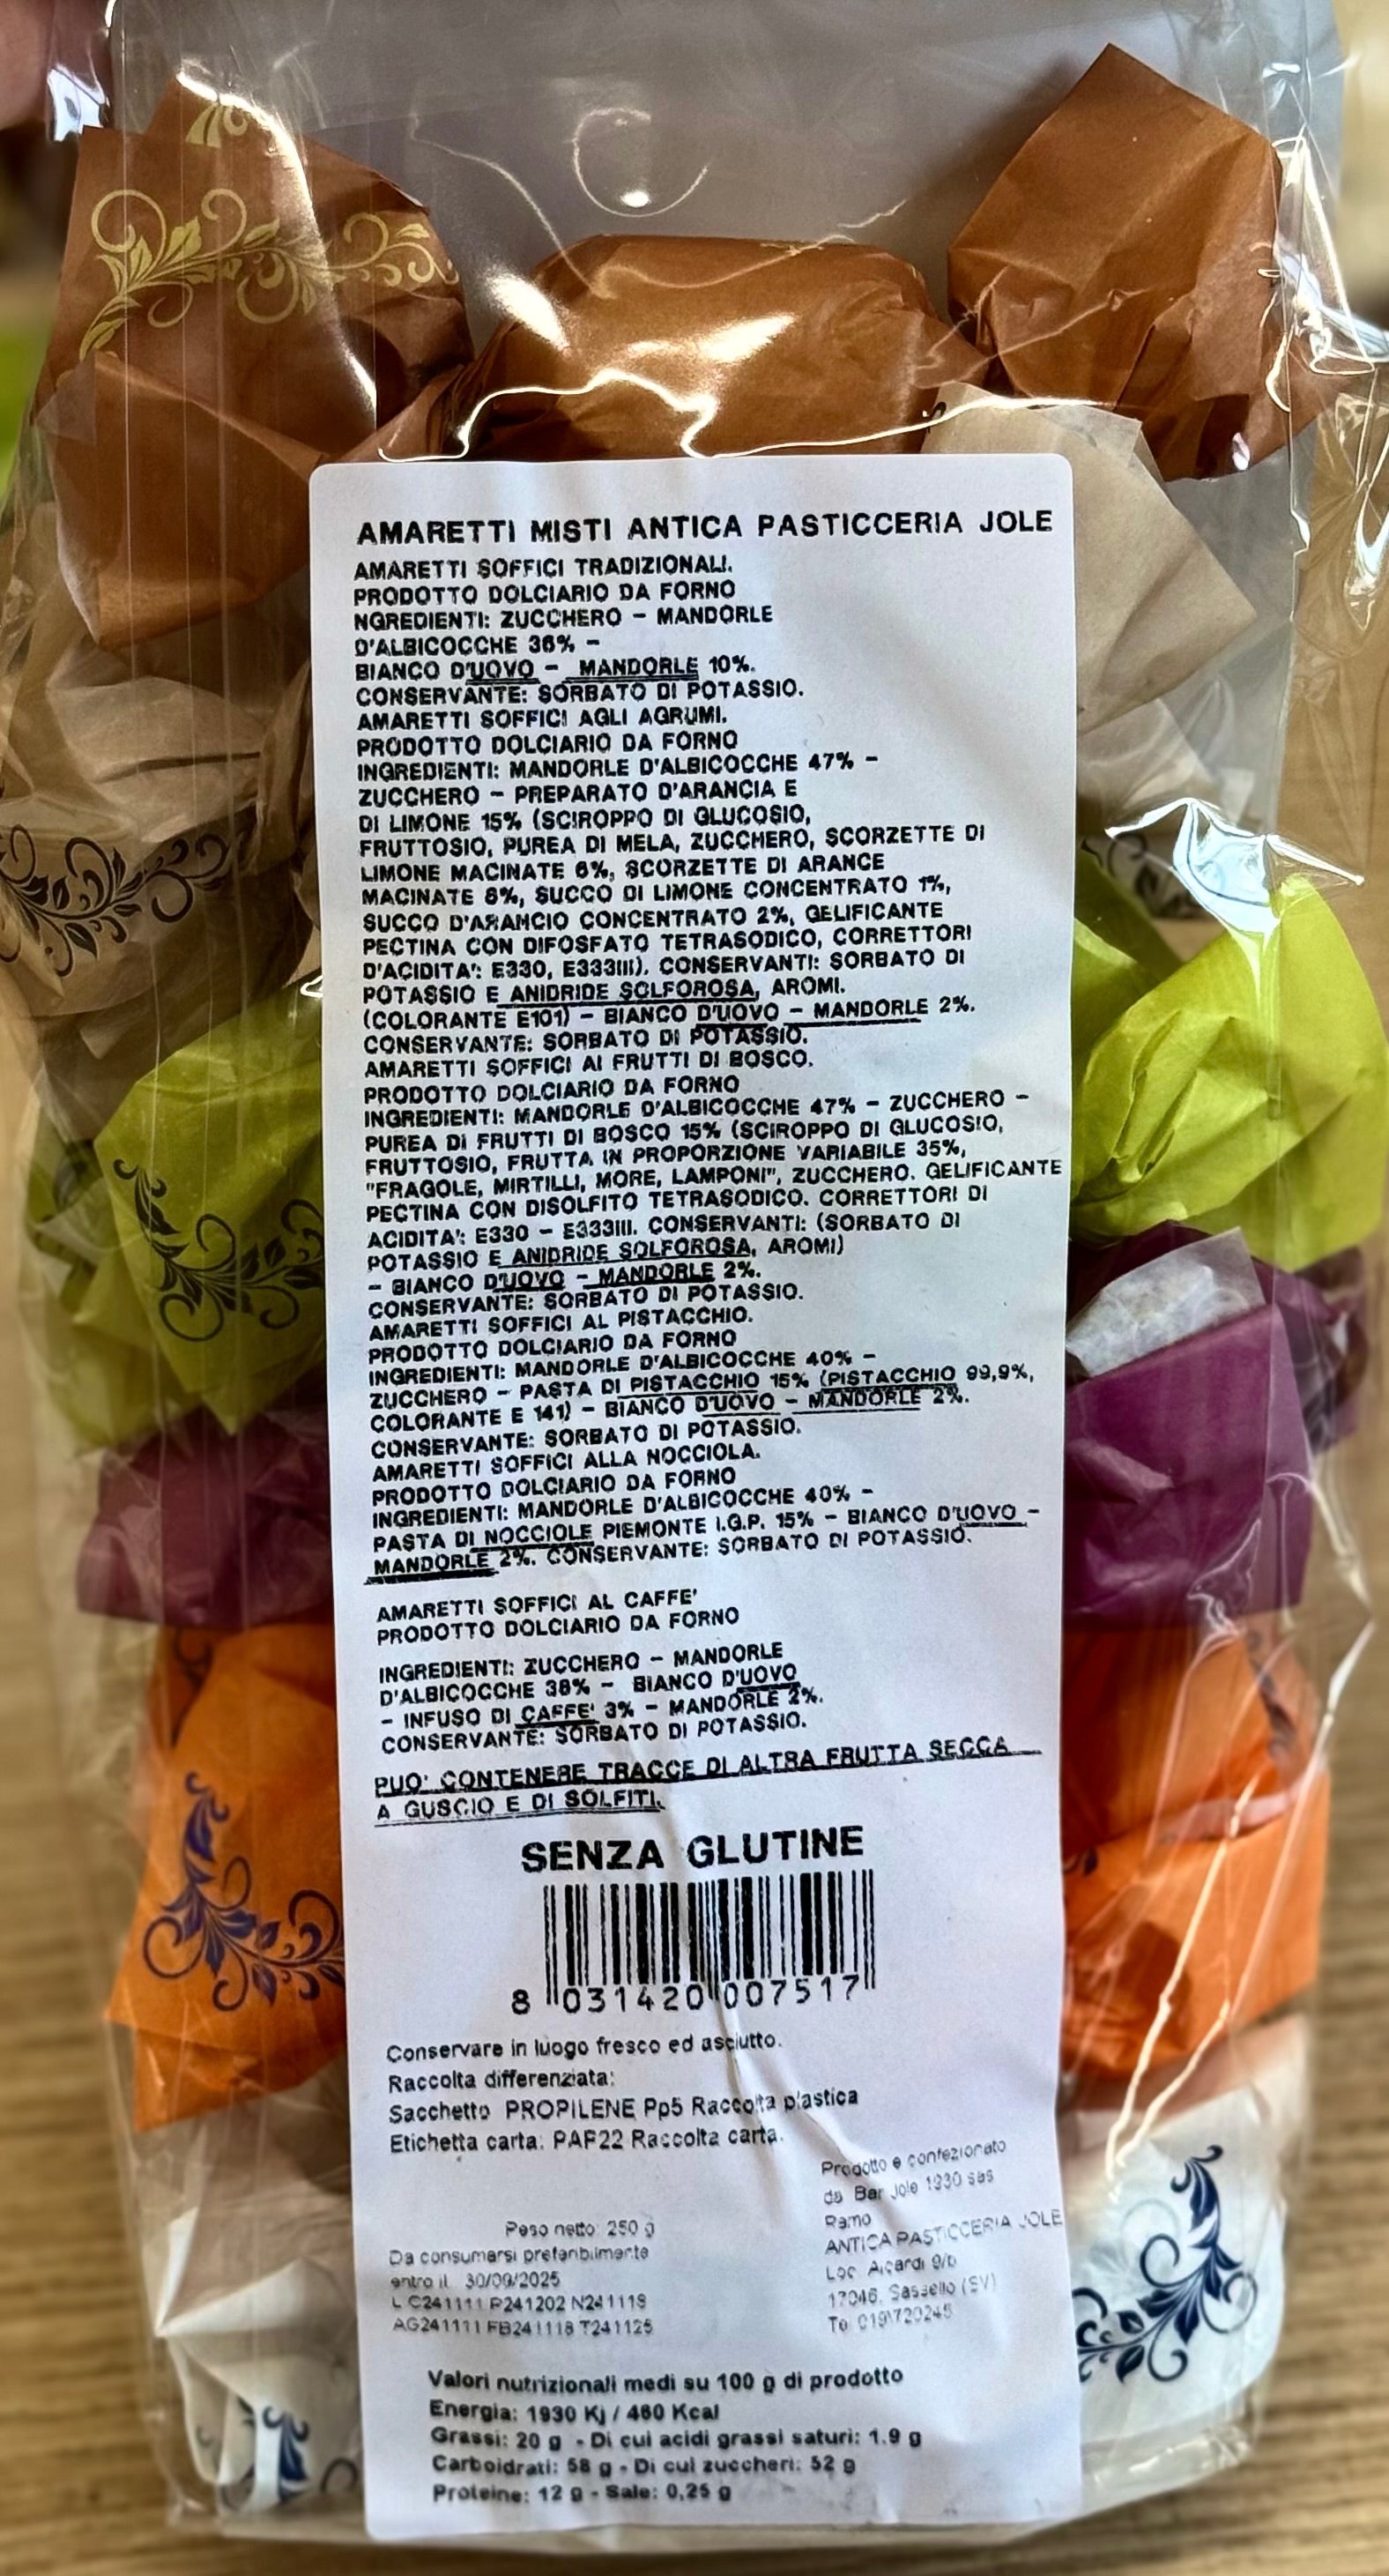 AMARETTI MISTI ANTICA PASTICCERIA JOLE
AMARETTI SOFFICI TRADIZIONALI.
PRODOTTO DOLCIARIO DA FORNO
NGREDIENTI: ZUCCHERO - MANDORLE
D'ALBICOCCHE 36% -
BIANCO D'UOVO - MANDORLE 10%.
CONSERVANTE: SORBATO DI POTASSIO.
AMARETTI SOFFICI AGLI AGRUMI.
PRODOTTO DOLCIARIO DA FORNO
INGREDIENTI: MANDORLE D'ALBICOCCHE 47% -
ZUCCHERO - PREPARATO D'ARANCIA E
DI LIMONE 15% (SCIROPPO DI GLUCOSIO,
FRUTTOSIO, PUREA DI MELA, ZUCCHERO, SCORZETTE DI
LIMONE MACINATE 6%, SCORZETTE DI ARANCE
MACINATE 6%, SUCCO DI LIMONE CONCENTRATO 1%,
SUCCO D'ARANCIO CONCENTRATO 2%, GELIFICANTE
PECTINA CON DIFOSFATO TETRASODICO, CORRETTORI
D'ACIDITA': E330, E333III). CONSERVANTI: SORBATO DI
POTASSIO E ANIDRIDE SOLFOROSA, AROMI.
(COLORANTE E101) - BIANCO D'UOVO - MANDORLE 2%.
CONSERVANTE: SORBATO DI POTASSIO.
AMARETTI SOFFICI AI FRUTTI DI BOSCO.
PRODOTTO DOLCIARIO DA FORNO
INGREDIENTI: MANDORLE D'ALBICOCCHE 47% - ZUCCHERO -
PUREA DI FRUTTI DI BOSCO 15% (SCIROPPO DI GLUCOSIO,
FRUTTOSIO, FRUTTA IN PROPORZIONE VARIABILE 35%,
"FRAGOLE, MIRTILLI, MORE, LAMPONI", ZUCCHERO. GELIFICANTE
PECTINA CON DISOLFITO TETRASODICO. CORRETTORI DI
ACIDITA': E330 - E333III. CONSERVANTI: (SORBATO DI
POTASSIO E ANIDRIDE SOLFOROSA, AROMI)
- BIANCO D'UOVO - MANDORLE 2%.
CONSERVANTE: SORBATO DI POTASSIO.
AMARETTI SOFFICI AL PISTACCHIO.
PRODOTTO DOLCIARIO DA FORNO
INGREDIENTI: MANDORLE D'ALBICOCCHE 40% -
ZUCCHERO - PASTA DI PISTACCHIO 15% (PISTACCHIO 99,9%,
COLORANTE E 141) - BIANCO D'UOVO - MANDORLE 2%.
CONSERVANTE: SORBATO DI POTASSIO.
AMARETTI SOFFICI ALLA NOCCIOLA.
PRODOTTO DOLCIARIO DA FORNO
INGREDIENTI: MANDORLE D'ALBICOCCHE 40% -
PASTA DI NOCCIOLE PIEMONTE I.G.P. 15% - BIANCO D'UOVO -
MANDORLE 2%. CONSERVANTE: SORBATO DI POTASSIO.
AMARETTI SOFFICI AL CAFFE'
PRODOTTO DOLCIARIO DA FORNO
INGREDIENTI: ZUCCHERO - MANDORLE
D'ALBICOCCHE 38% - BIANCO D'UOVO
- INFUSO DI CAFFE' 3% - MANDORLE 2%.
CONSERVANTE: SORBATO DI POTASSIO.
PUO' CONTENERE TRACCE DI ALTRA FRUTTA SECCA
A GUSCIO E DI SOLFITI.
SENZA GLUTINE
8 031420 007517
Conservare in luogo fresco ed asciutto.
Raccolta differenziata:
Sacchetto PROPILENE Pp5 Raccolta plastica
Etichetta carta: PAP22 Raccolta carta.
Peso netto: 250 g
Da consumarsi preferibilmente
entro il 30/09/2025
L C241111 P241202 N241119
AG241111 FB241118 T241125
Prodotto e confezionato
da Bar Jole 1930 sas
Ramo
ANTICA PASTICCERIA JOLE
Loc Aicardi 9/b
17046. Sassello (SV)
Te 019\720245
Valori nutrizionali medi su 100 g di prodotto
Energia: 1930 Kj / 460 Kcal
Grassi: 20 g - Di cui acidi grassi saturi: 1.9 g
Carboidrati: 58 g - Di cui zuccheri: 52 g
Proteine: 12 g - Sale: 0,25 g